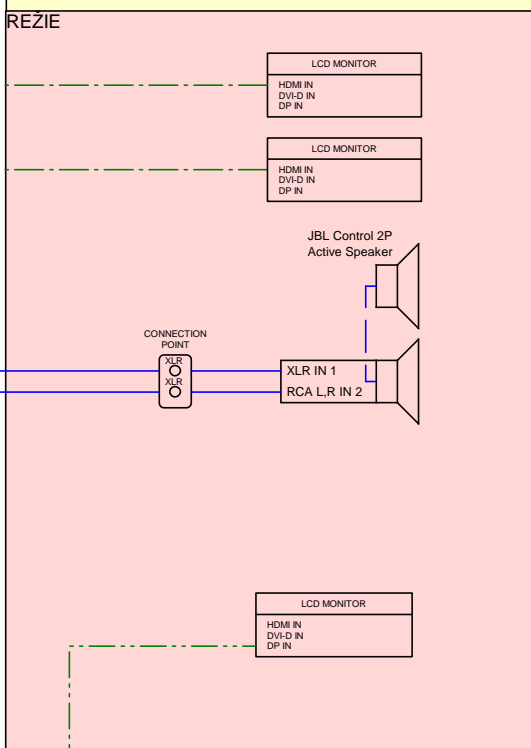 REŽIE
LCD MONITOR
HDMI IN
DVI-D IN
DP IN
LCD MONITOR
HDMI IN
DVI-D IN
DP IN
JBL Control 2P
Active Speaker
CONNECTION
POINT
XLR
XLR
XLR IN 1
RCA L,R IN 2
LCD MONITOR
HDMI IN
DVI-D IN
DP IN